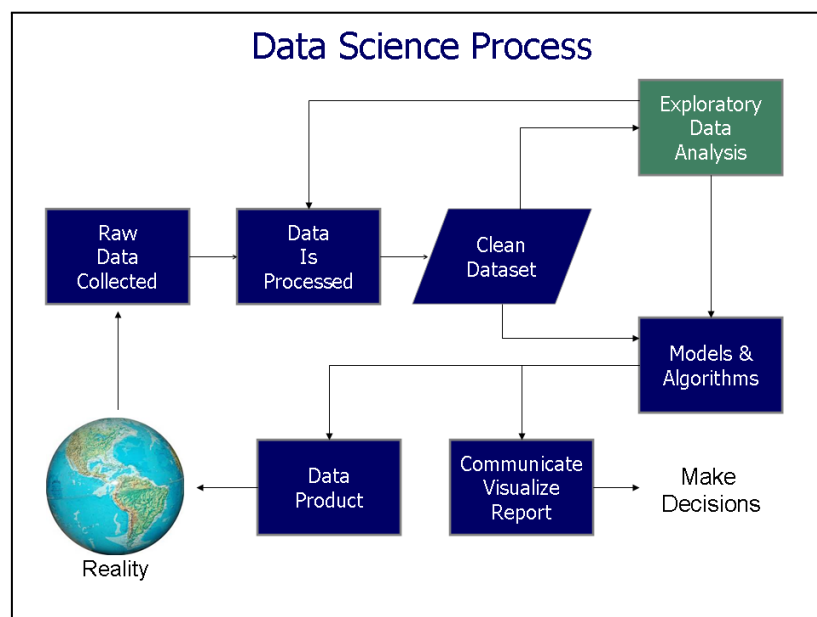 Data Science Process
Exploratory
Data
Analysis
Raw
Data
Collected
Data
Is
Processed
Clean
Dataset
Models &
Algorithms
Data
Product
Communicate
Visualize
Report
Make
Decisions
Reality